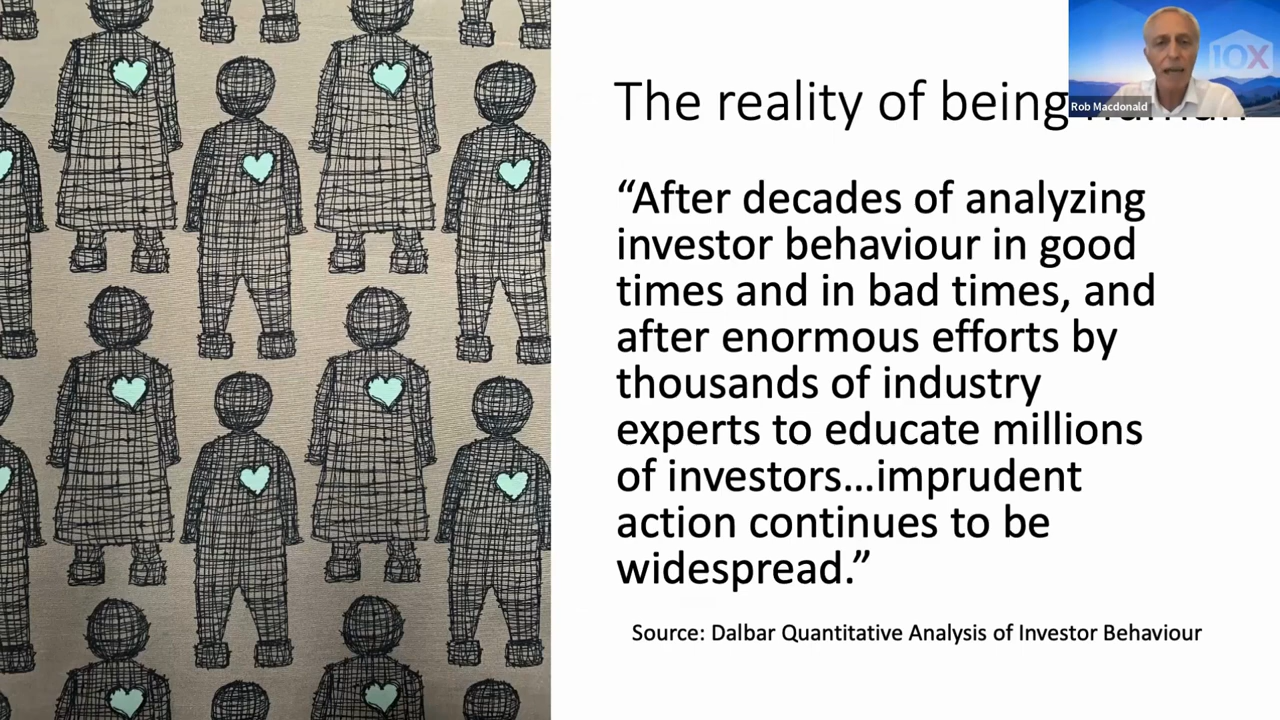 The reality of being
10X
Rob Macdonald
“After decades of analyzing
investor behaviour in good
times and in bad times, and
after enormous efforts by
thousands of industry
experts to educate millions
of investors...imprudent
action continues to be
widespread.”
Source: Dalbar Quantitative Analysis of Investor Behaviour